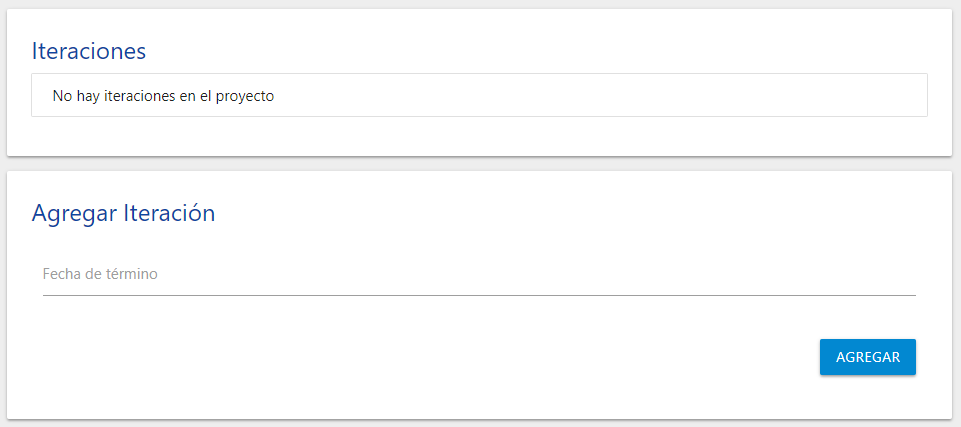 Iteraciones
No hay iteraciones en el proyecto
Agregar Iteración
Fecha de término
AGREGAR